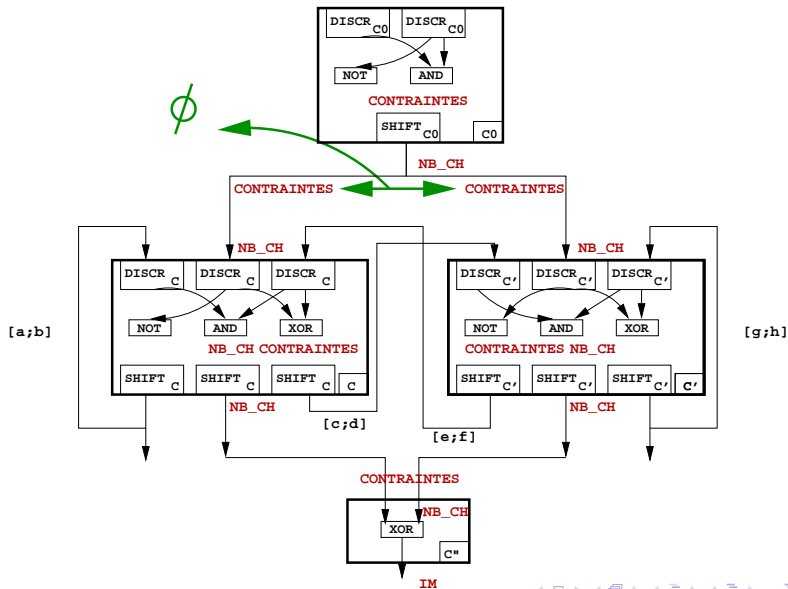 DISCR C0 DISCR C0
NOT AND
CONTRAINTES
SHIFT C0 C0
ϕ
NB_CH
CONTRAINTES CONTRAINTES
NB_CH NB_CH
DISCR C DISCR C DISCR C
NOT AND XOR
NB_CH CONTRAINTES
SHIFT C SHIFT C SHIFT C C
[a;b]
DISCR C' DISCR C' DISCR C'
NOT AND XOR
CONTRAINTES NB_CH
SHIFT C' SHIFT C' SHIFT C' C'
[g;h]
NB_CH NB_CH
[c;d]
[e;f]
CONTRAINTES
NB_CH
XOR
C"
IM